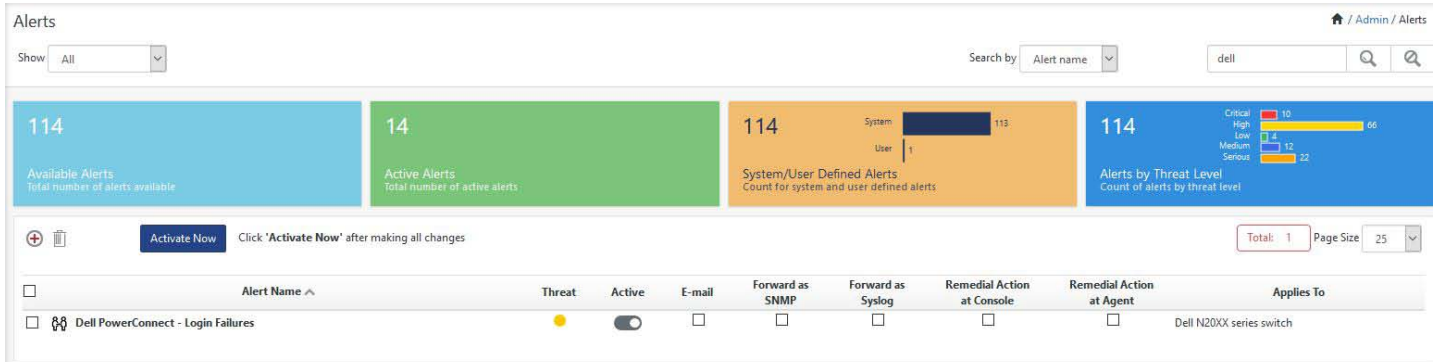 Alerts
/ Admin / Alerts
Show All
Search by Alert name dell
114
Available Alerts
Total number of alerts available
14
Active Alerts
Total number of active alerts
114
System 113
User 1
System/User Defined Alerts
Count for system and user defined alerts
114
Critical 10
High 66
Low 4
Medium 12
Serious 22
Alerts by Threat Level
Count of alerts by threat level
Activate Now Click 'Activate Now' after making all changes
Total: 1 Page Size 25
Alert Name Threat Active E-mail Forward as SNMP Forward as Syslog Remedial Action at Console Remedial Action at Agent Applies To
Dell PowerConnect - Login Failures Dell N20XX series switch